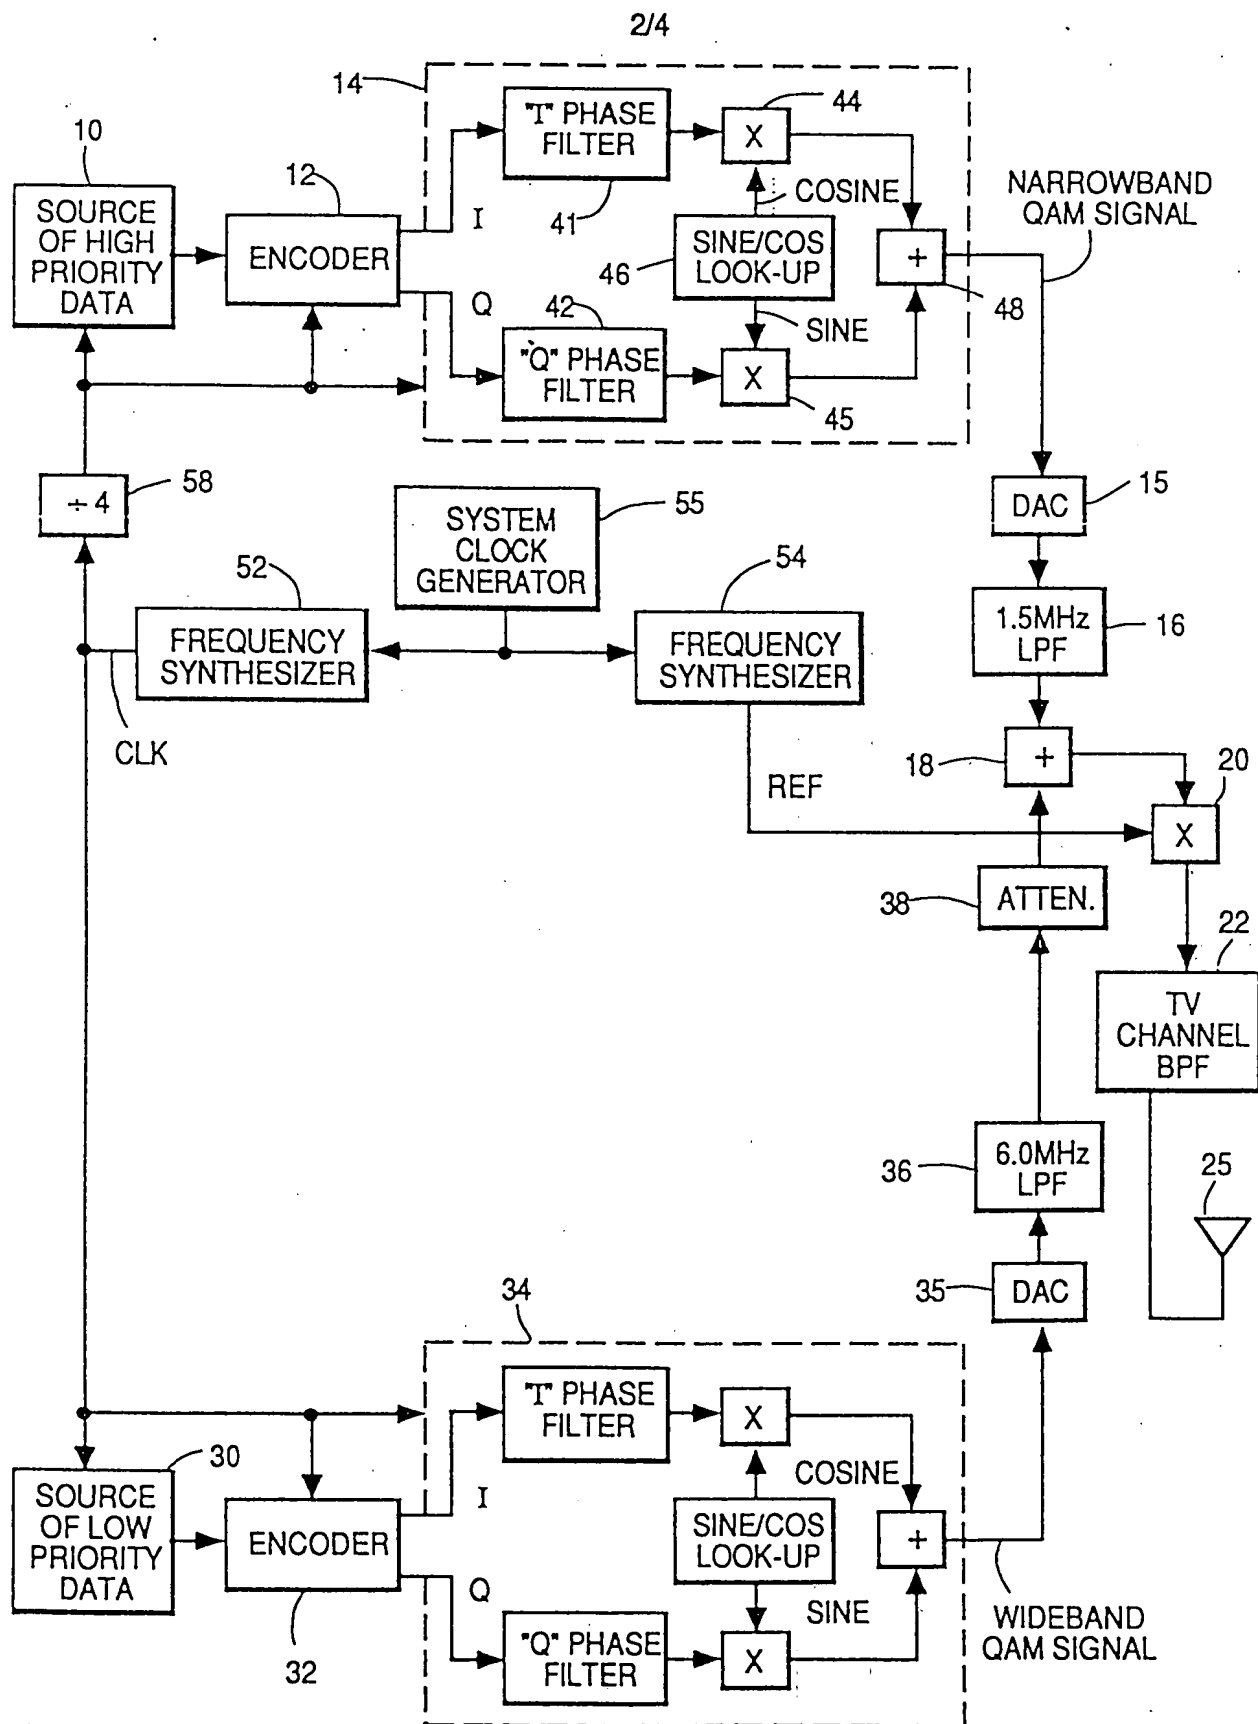 2/4
14
"I" PHASE
FILTER
41
44
X
COSINE
10
SOURCE
OF HIGH
PRIORITY
DATA
12
ENCODER
I
Q
46
SINE/COS
LOOK-UP
SINE
+
48
NARROWBAND
QAM SIGNAL
42
"Q" PHASE
FILTER
X
45
÷ 4
58
SYSTEM
CLOCK
GENERATOR
55
DAC
15
52
FREQUENCY
SYNTHESIZER
CLK
54
FREQUENCY
SYNTHESIZER
REF
1.5MHz
LPF
16
18
+
20
X
38
ATTEN.
22
TV
CHANNEL
BPF
36
6.0MHz
LPF
25
35
DAC
34
"I" PHASE
FILTER
X
COSINE
30
SOURCE
OF LOW
PRIORITY
DATA
ENCODER
32
I
Q
SINE/COS
LOOK-UP
SINE
+
WIDEBAND
QAM SIGNAL
"Q" PHASE
FILTER
X